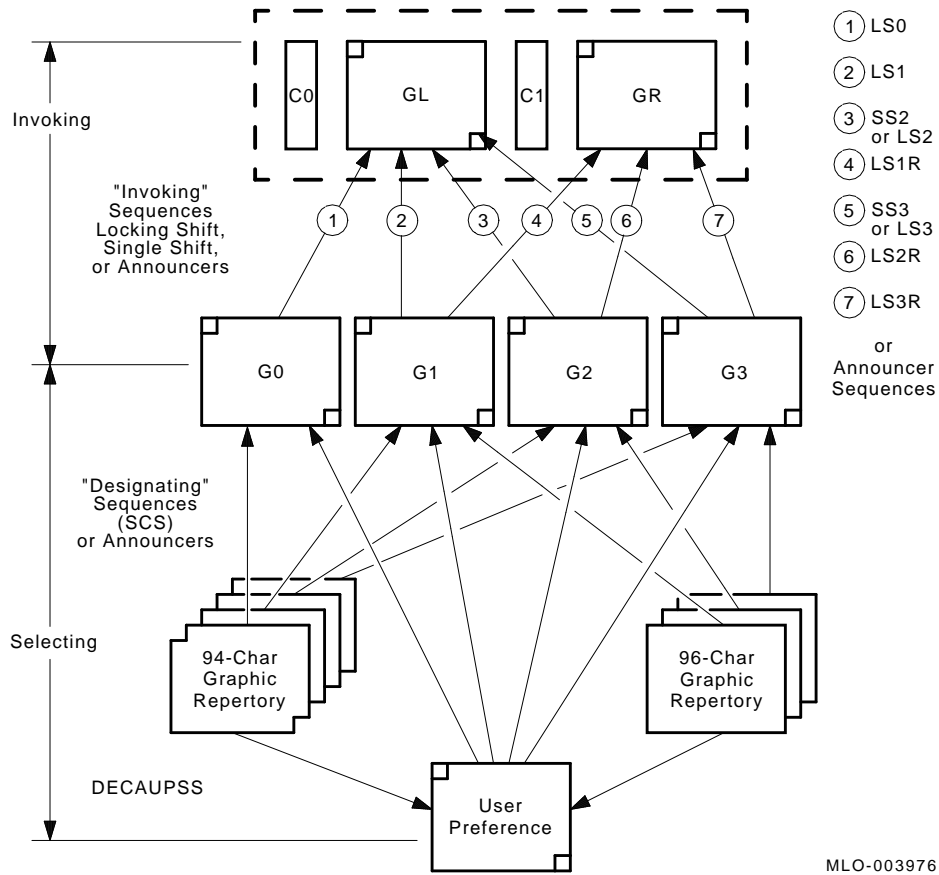 C0
GL
C1
GR
1 LS0
2 LS1
3 SS2
or LS2
4 LS1R
5 SS3
or LS3
6 LS2R
7 LS3R
or
Announcer
Sequences
Invoking
"Invoking"
Sequences
Locking Shift,
Single Shift,
or Announcers
1
2
3
4
5
6
7
G0
G1
G2
G3
"Designating"
Sequences
(SCS)
or Announcers
Selecting
94-Char
Graphic
Repertory
96-Char
Graphic
Repertory
DECAUPSS
User
Preference
MLO-003976